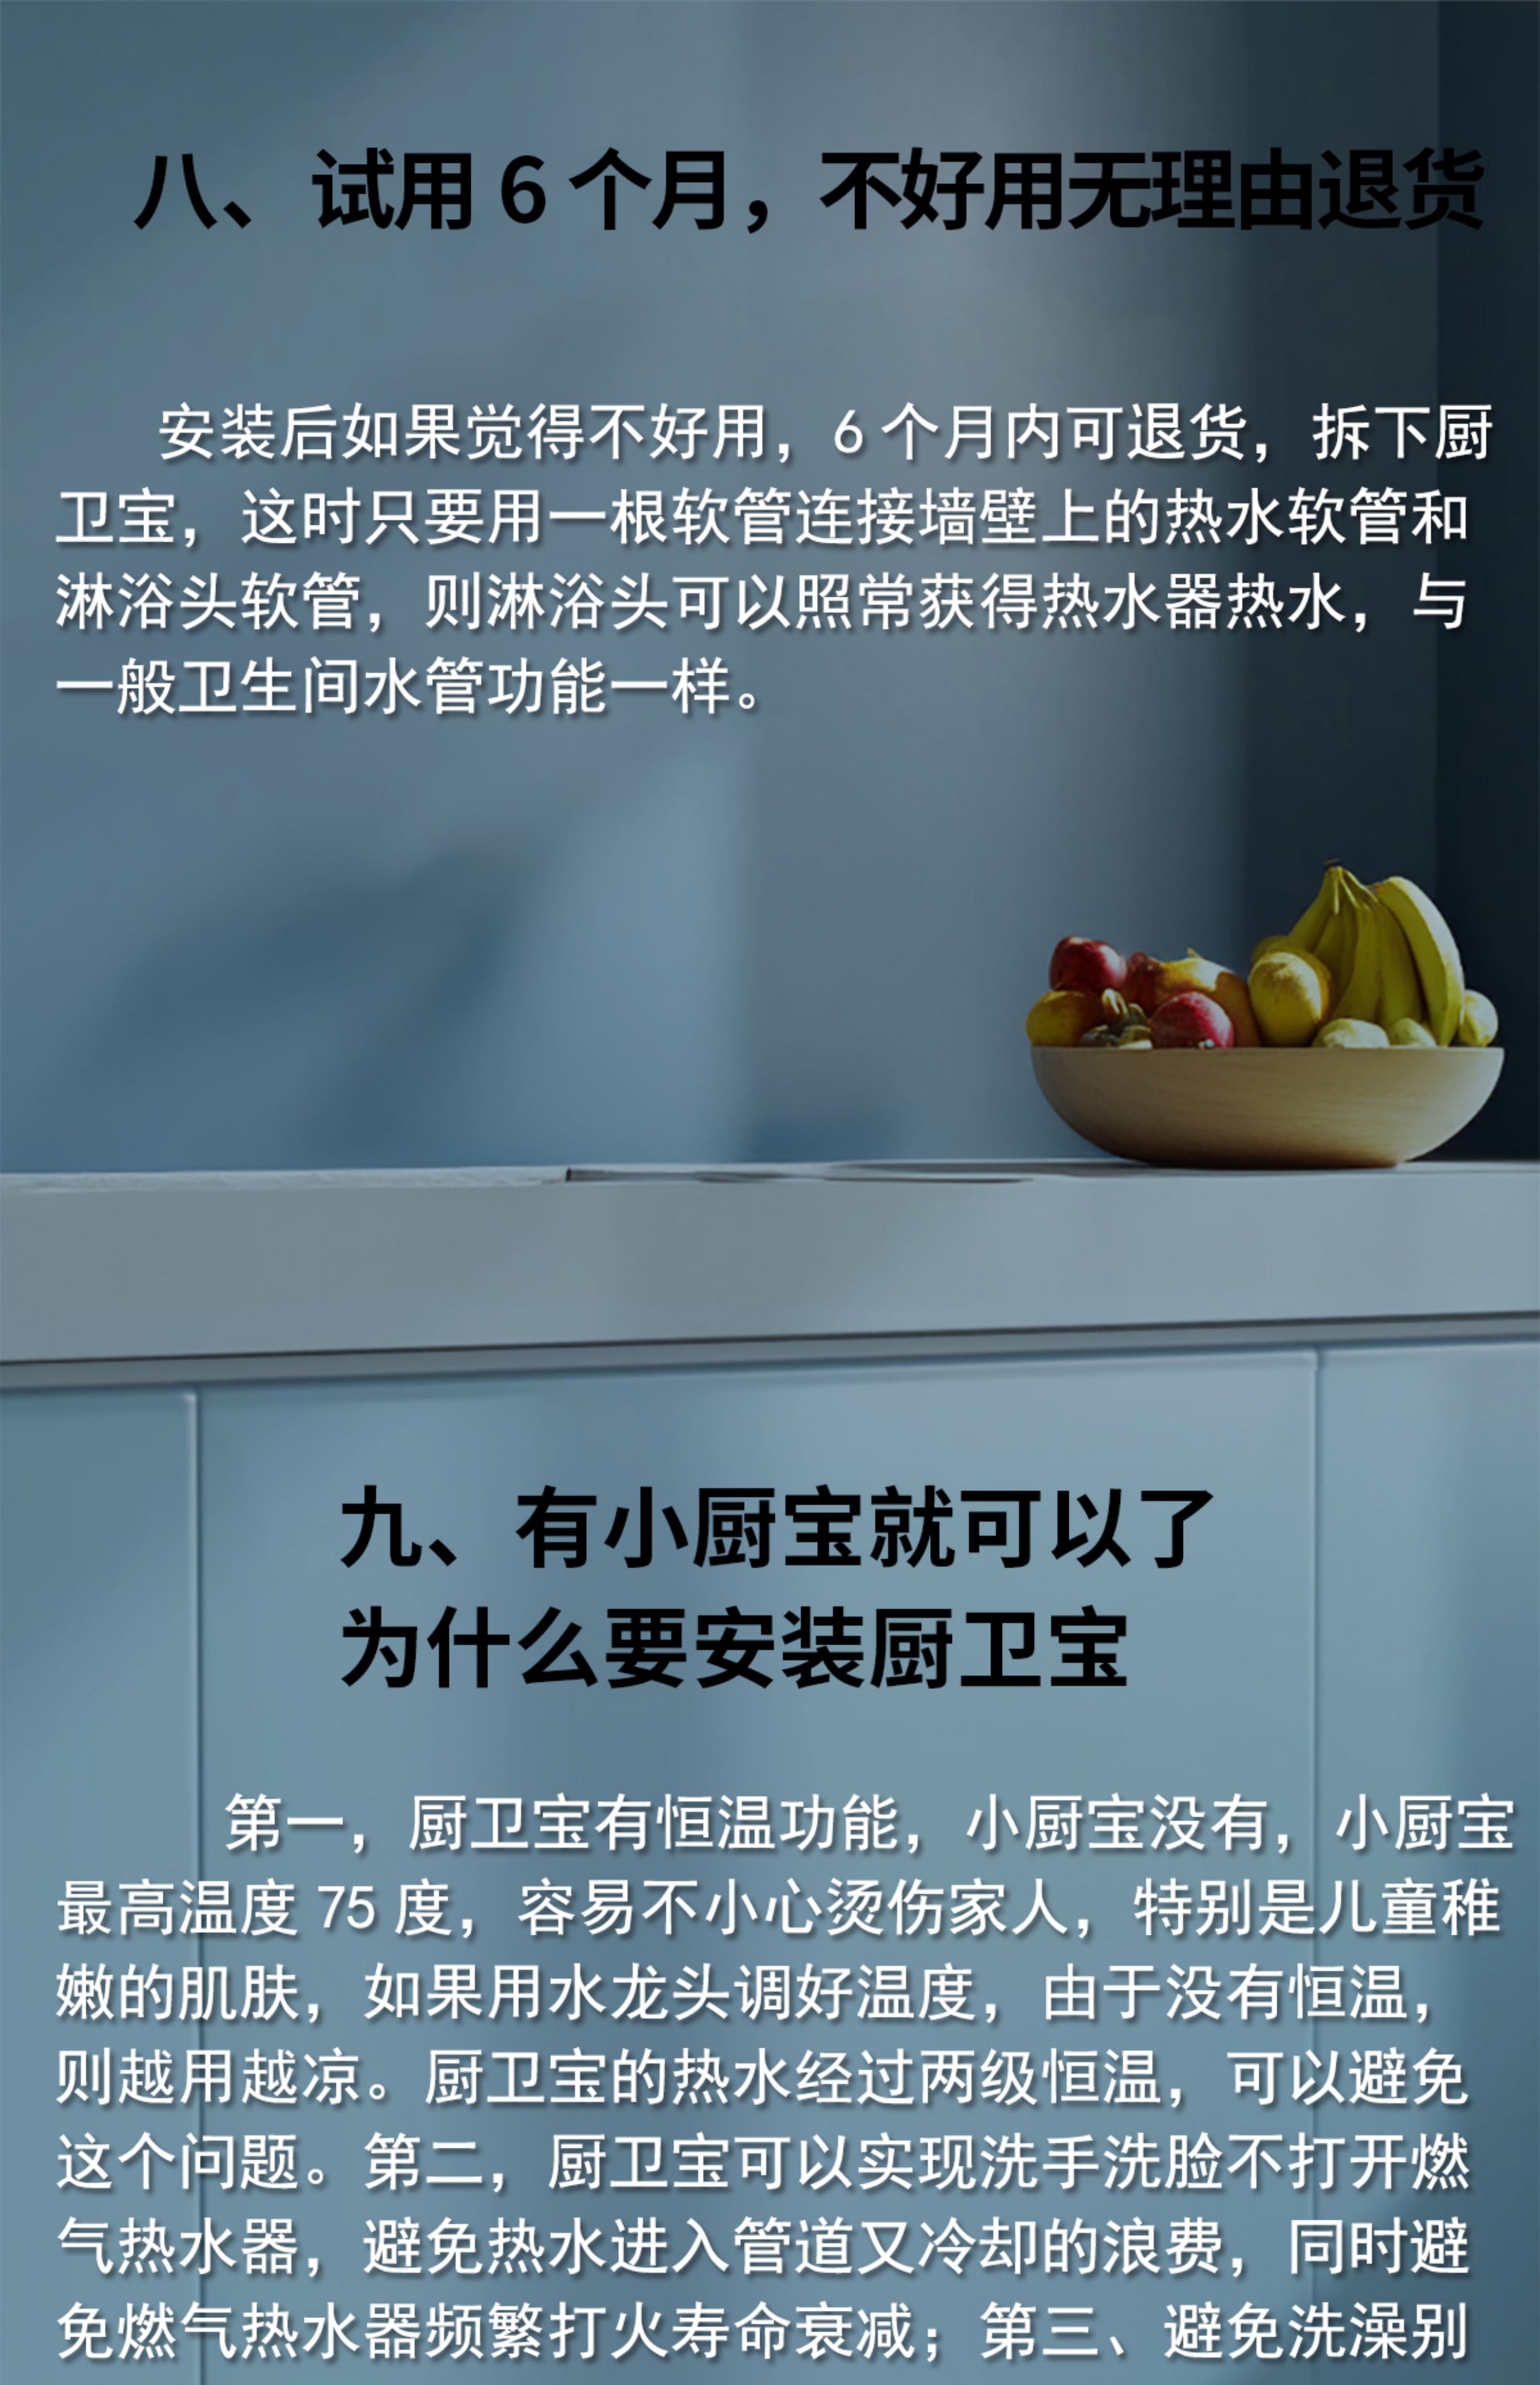 八、试用 6 个月，不好用无理由退货
安装后如果觉得不好用，6 个月内可退货，拆下厨
卫宝，这时只要用一根软管连接墙壁上的热水软管和
淋浴头软管，则淋浴头可以照常获得热水器热水，与
一般卫生间水管功能一样。
九、有小厨宝就可以了
为什么要安装厨卫宝
第一，厨卫宝有恒温功能，小厨宝没有，小厨宝
最高温度 75 度，容易不小心烫伤家人，特别是儿童稚
嫩的肌肤，如果用水龙头调好温度，由于没有恒温，
则越用越凉。厨卫宝的热水经过两级恒温，可以避免
这个问题。第二，厨卫宝可以实现洗手洗脸不打开燃
气热水器，避免热水进入管道又冷却的浪费，同时避
免燃气热水器频繁打火寿命衰减；第三、避免洗澡别